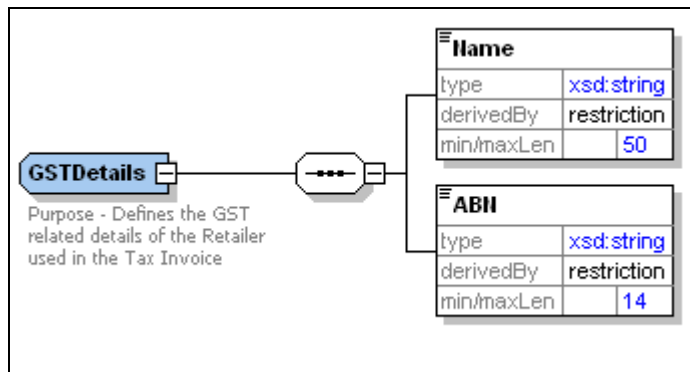 Name
type xsd:string
derivedBy restriction
min/maxLen 50
GSTDetails
Purpose - Defines the GST
related details of the Retailer
used in the Tax Invoice
ABN
type xsd:string
derivedBy restriction
min/maxLen 14